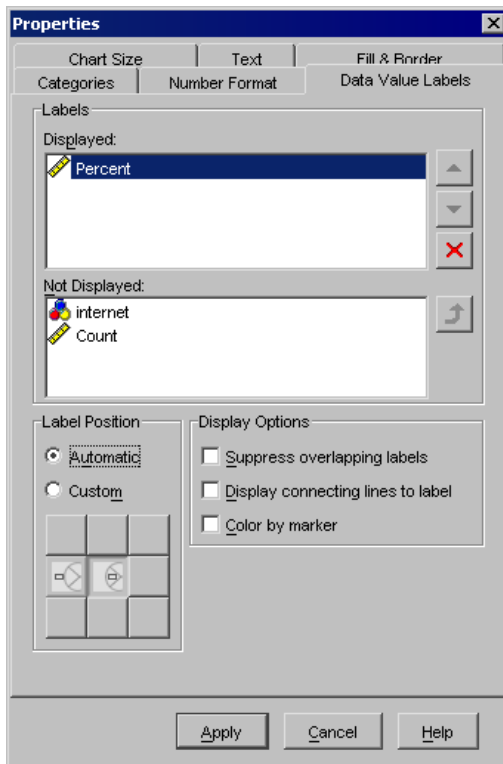 Properties
Chart Size Text Fill & Border
Categories Number Format Data Value Labels
Labels
Displayed:
Percent
Not Displayed:
internet
Count
Label Position Display Options
Automatic Suppress overlapping labels
Custom Display connecting lines to label
Color by marker
Apply Cancel Help